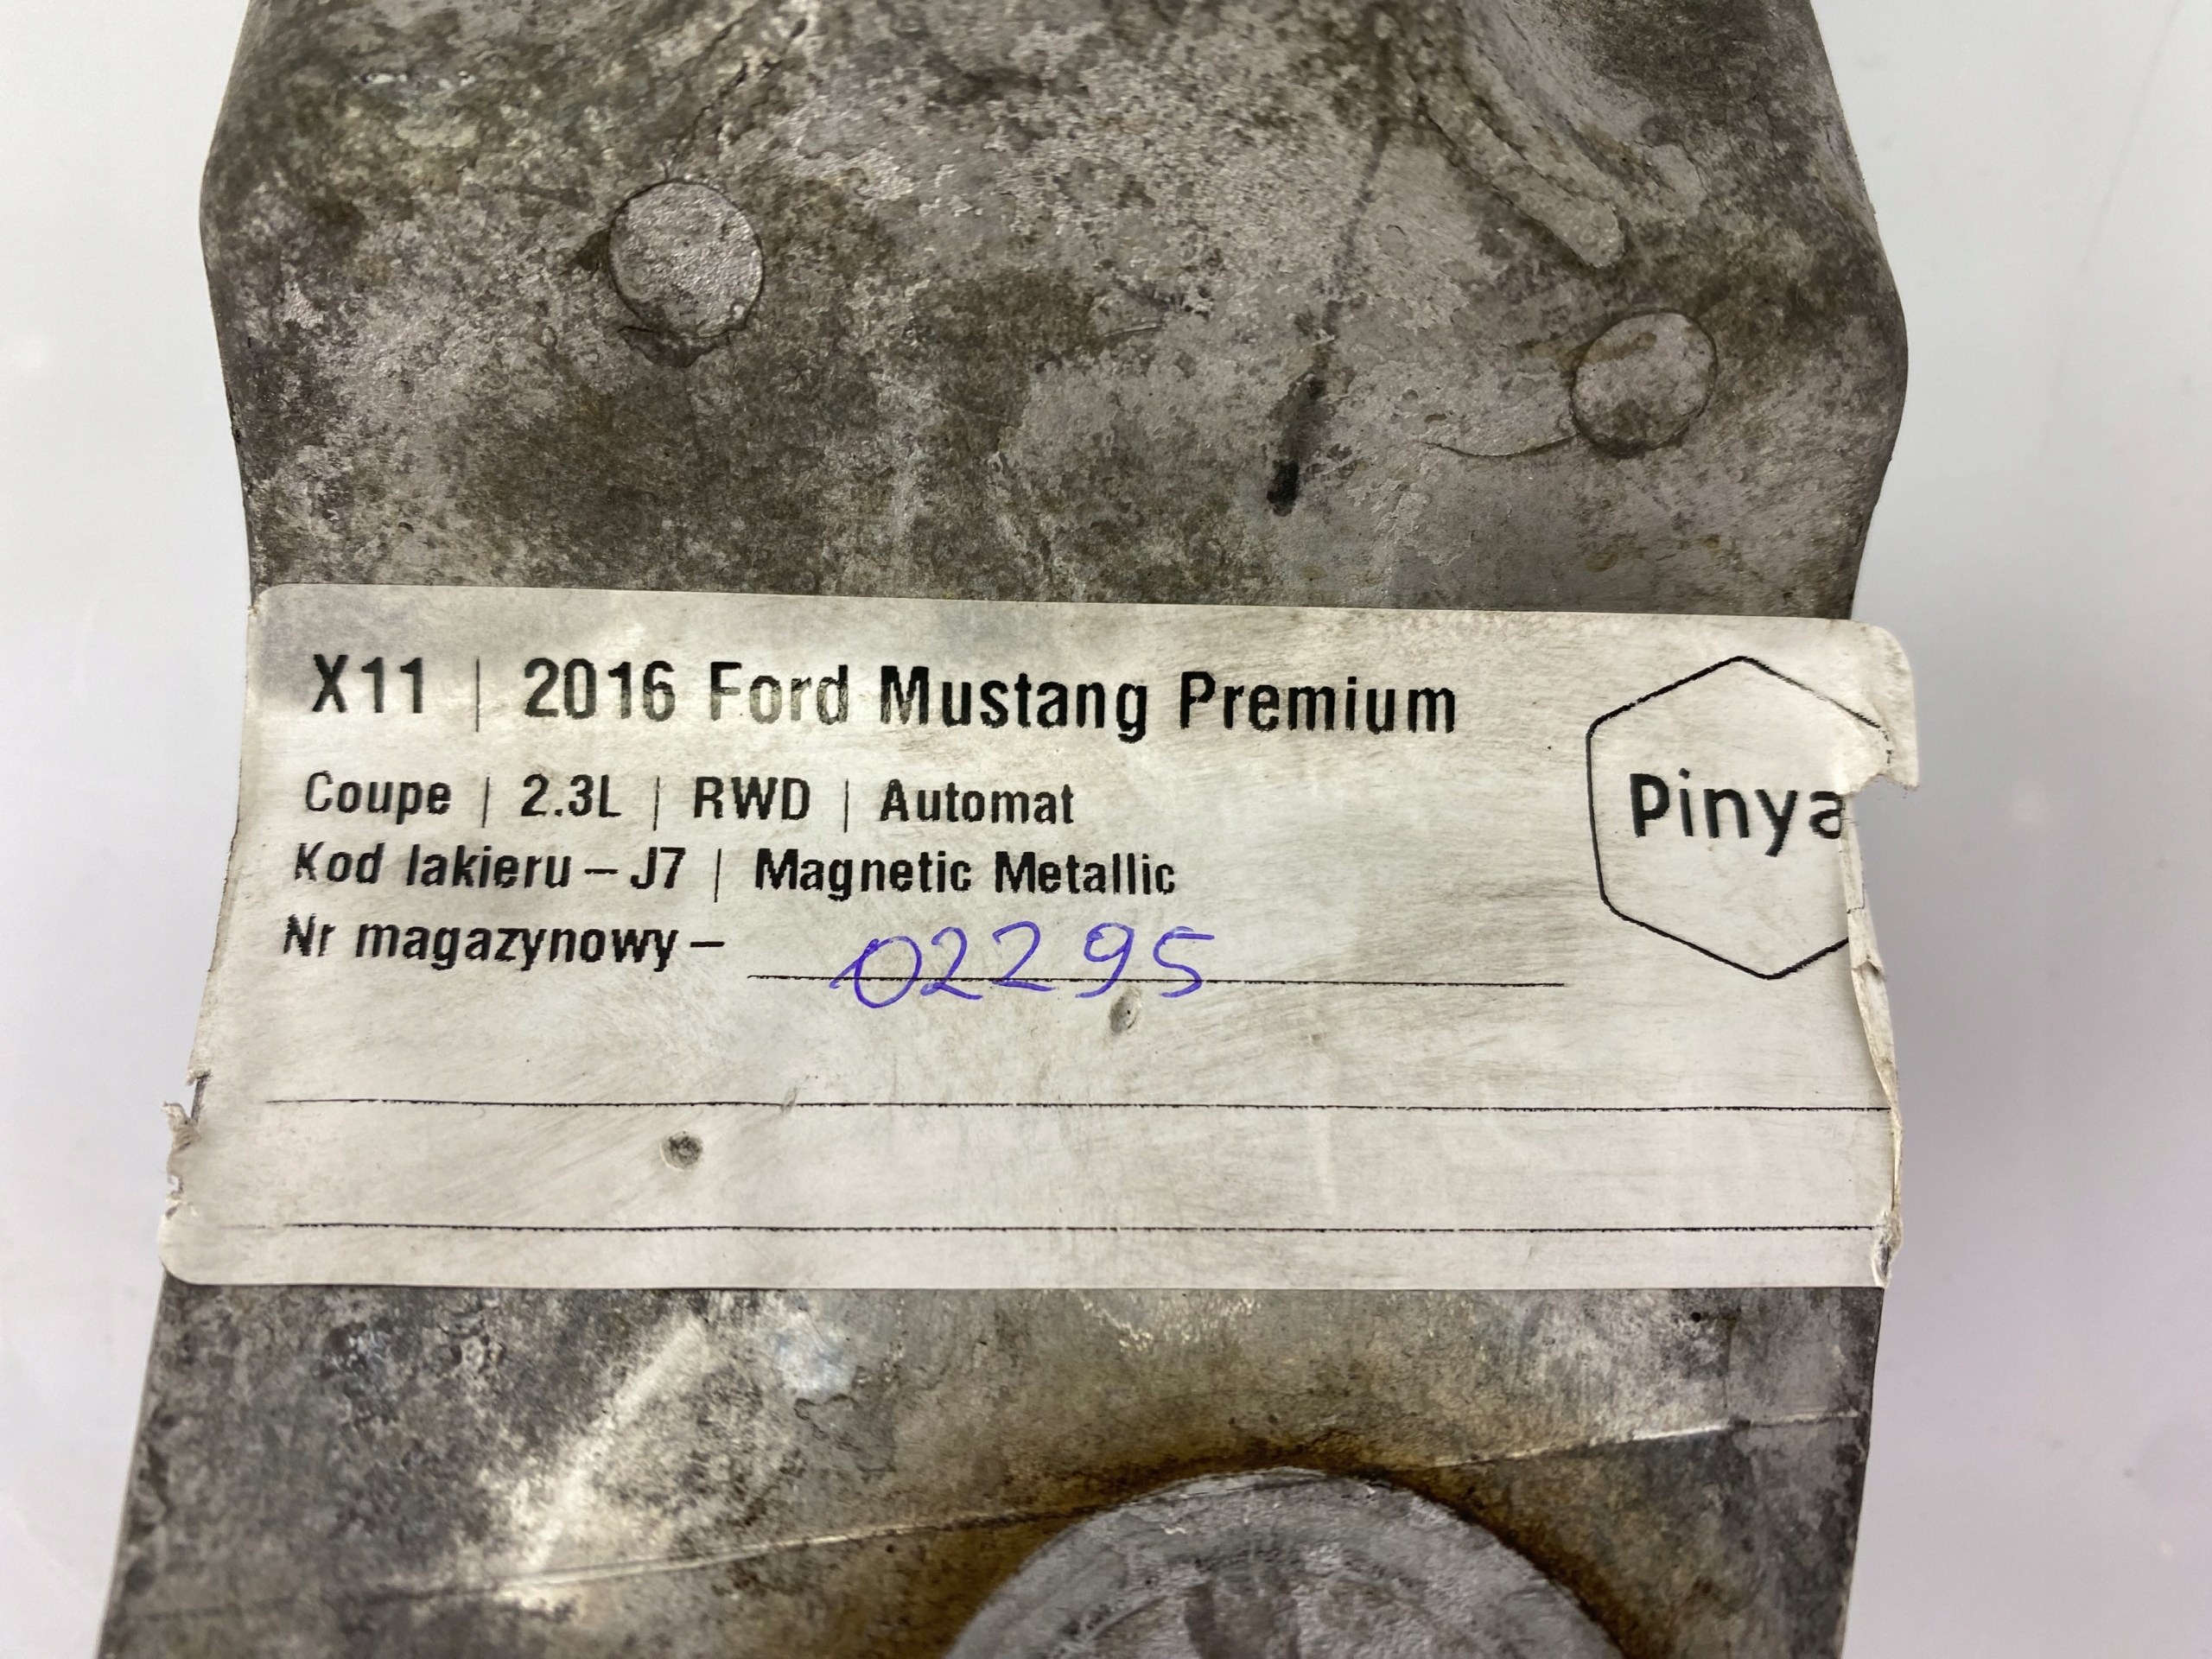 X11 | 2016 Ford Mustang Premium
Coupe | 2.3L | RWD | Automat
Kod lakieru – J7 | Magnetic Metallic
Nr magazynowy – 02295
Pinya